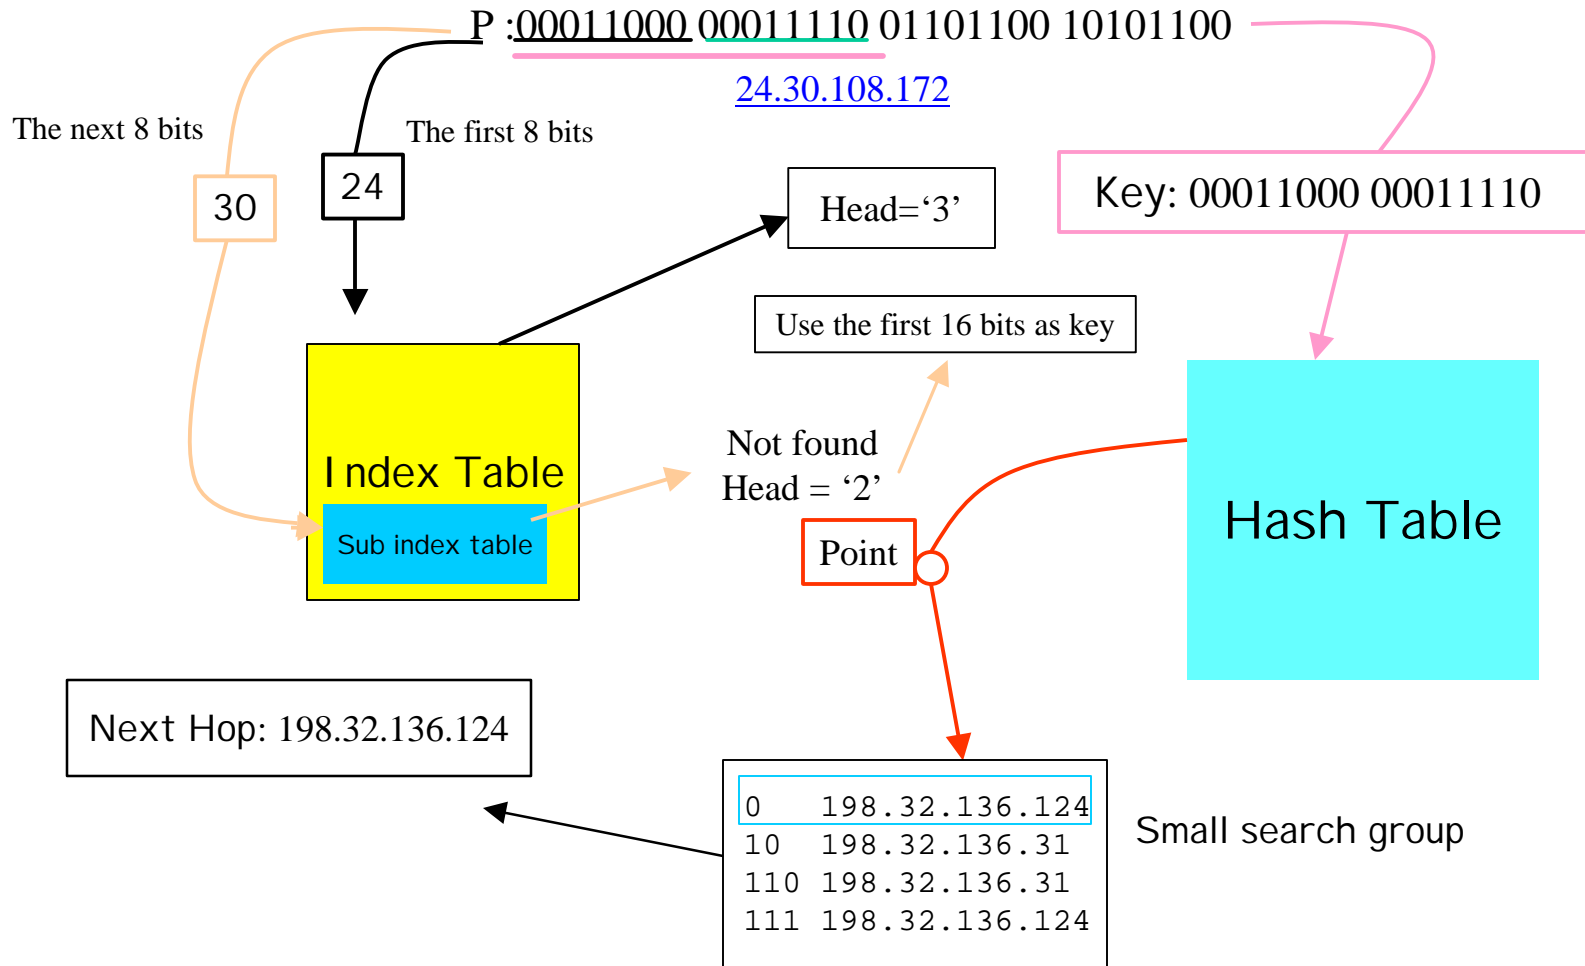 P :00011000 00011110 01101100 10101100
24.30.108.172
The next 8 bits
The first 8 bits
30
24
Head=‘3’
Key: 00011000 00011110
Use the first 16 bits as key
Index Table
Sub index table
Not found
Head = ‘2’
Point
Hash Table
Next Hop: 198.32.136.124
0 198.32.136.124
10 198.32.136.31
110 198.32.136.31
111 198.32.136.124
Small search group